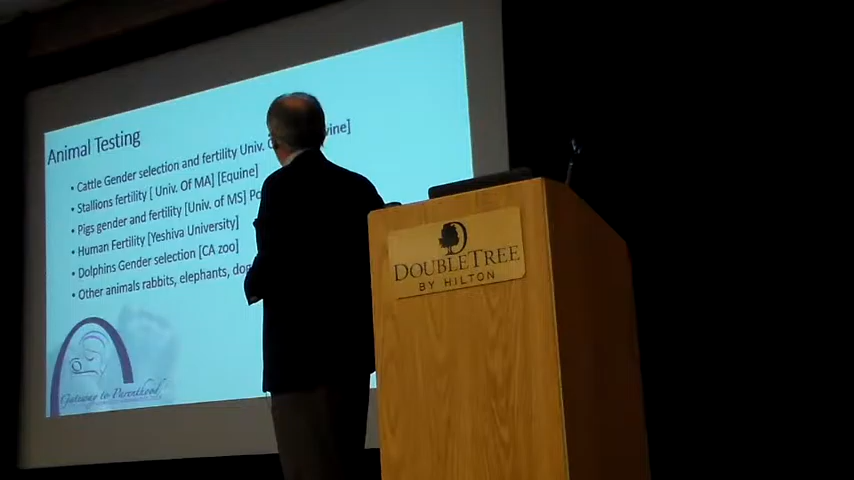 Animal Testing
• Cattle Gender selection and fertility Univ. vine]
• Stallions fertility [ Univ. Of MA] [Equine]
• Pigs gender and fertility [Univ. of MS]
• Human Fertility [Yeshiva University]
• Dolphins Gender selection [CA zoo]
• Other animals rabbits, elephants,
Gateway to Parenthood
D
DOUBLETREE
BY HILTON